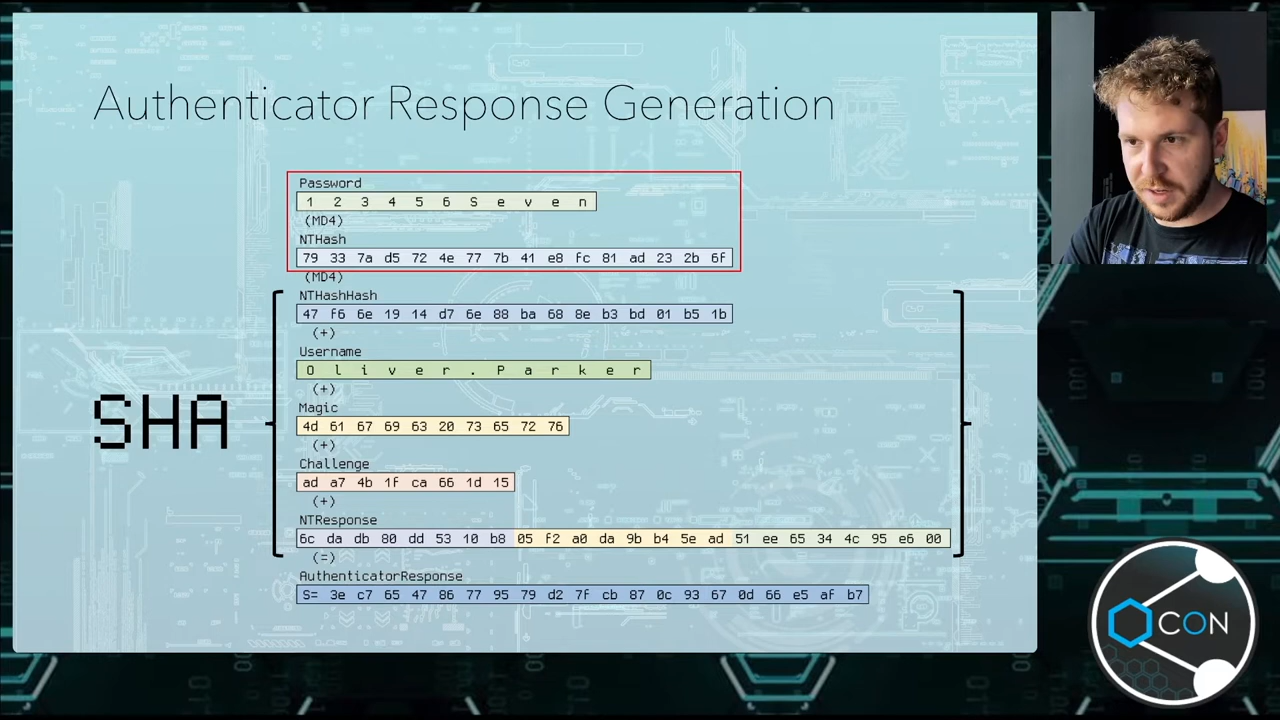 Authenticator Response Generation
Password
1 2 3 4 5 6 S e v e n
(MD4)
NTHash
79 33 7a d5 72 4e 77 7b 41 e8 fc 81 ad 23 2b 6f
(MD4)
NTHashHash
47 f6 6e 19 14 d7 6e 88 ba 68 8e b3 bd 01 b5 1b
(+)
Username
O l i v e r . P a r k e r
(+)
Magic
4d 61 67 69 63 20 73 65 72 76
(+)
Challenge
ad a7 4b 1f ca 66 1d 15
(+)
NTResponse
6c da db 80 dd 53 10 b8 05 f2 a0 da 9b b4 5e ad 51 ee 65 34 4c 95 e6 00
(=)
AuthenticatorResponse
S= 3e c7 65 47 86 77 95 79 d2 7f cb 87 0c 93 67 0d 66 e5 af b7
SHA
CON